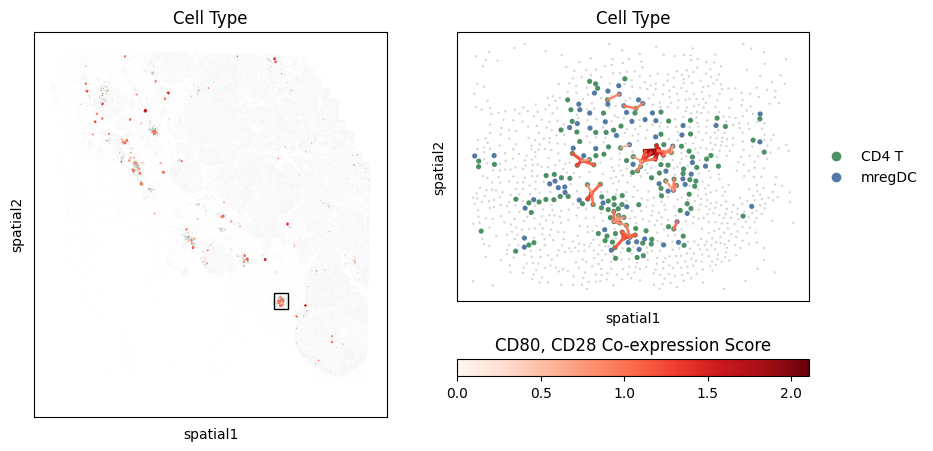 Cell Type
spatial2
spatial1
Cell Type
spatial2
spatial1
CD4 T
mregDC
CD80, CD28 Co-expression Score
0.0 0.5 1.0 1.5 2.0